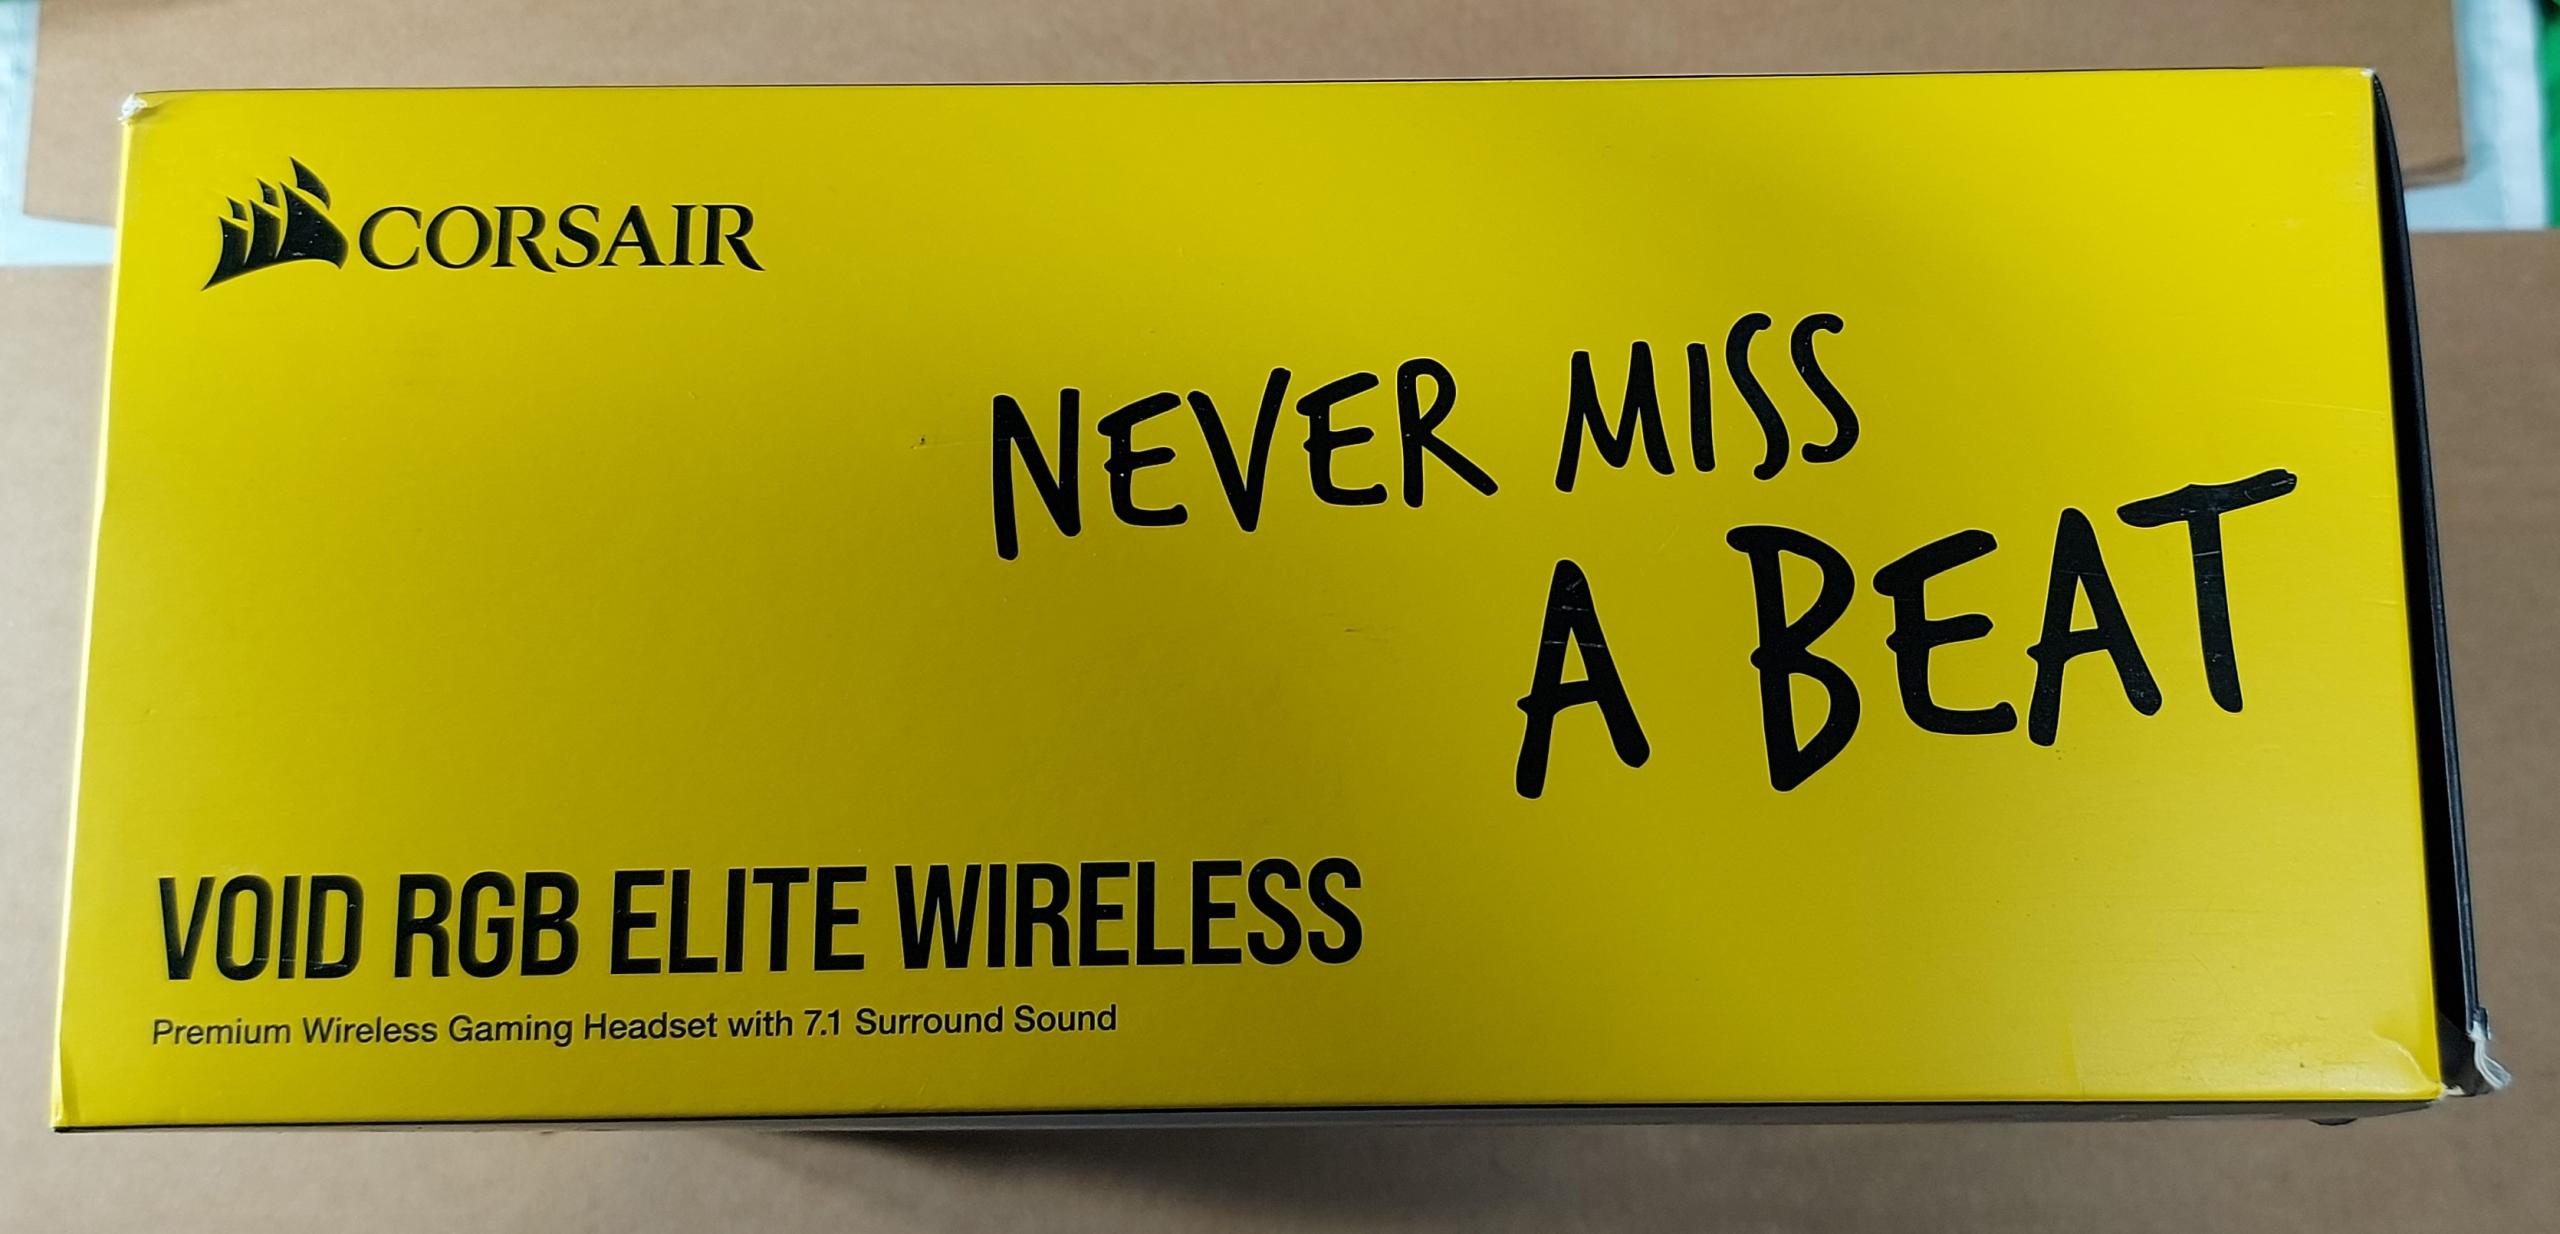 CORSAIR
NEVER MISS
A BEAT
VOID RGB ELITE WIRELESS
Premium Wireless Gaming Headset with 7.1 Surround Sound